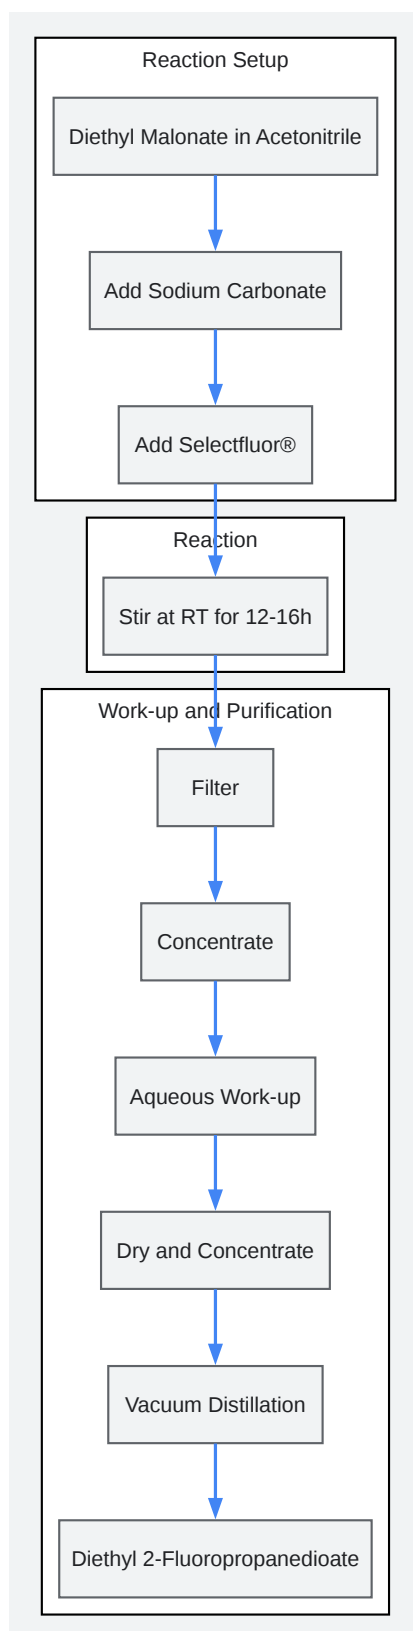 Reaction Setup
Diethyl Malonate in Acetonitrile
Add Sodium Carbonate
Add Selectfluor®
Reaction
Stir at RT for 12-16h
Work-up and Purification
Filter
Concentrate
Aqueous Work-up
Dry and Concentrate
Vacuum Distillation
Diethyl 2-Fluoropropanedioate